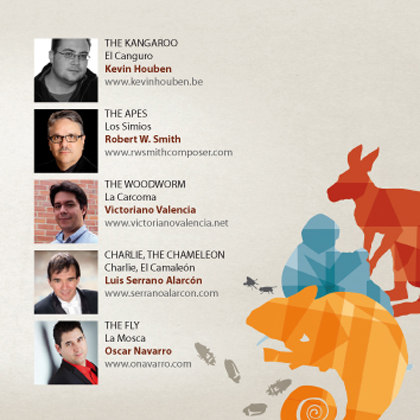 THE KANGAROO
El Canguro
Kevin Houben
www.kevinhouben.be
THE APES
Los Simios
Robert W. Smith
www.rwsmithcomposer.com
THE WOODWORM
La Carcoma
Victoriano Valencia
www.victorianovalencia.net
CHARLIE, THE CHAMELEON
Charlie, El Camaleón
Luis Serrano Alarcón
www.serranoalarcon.com
THE FLY
La Mosca
Oscar Navarro
www.onavarro.com